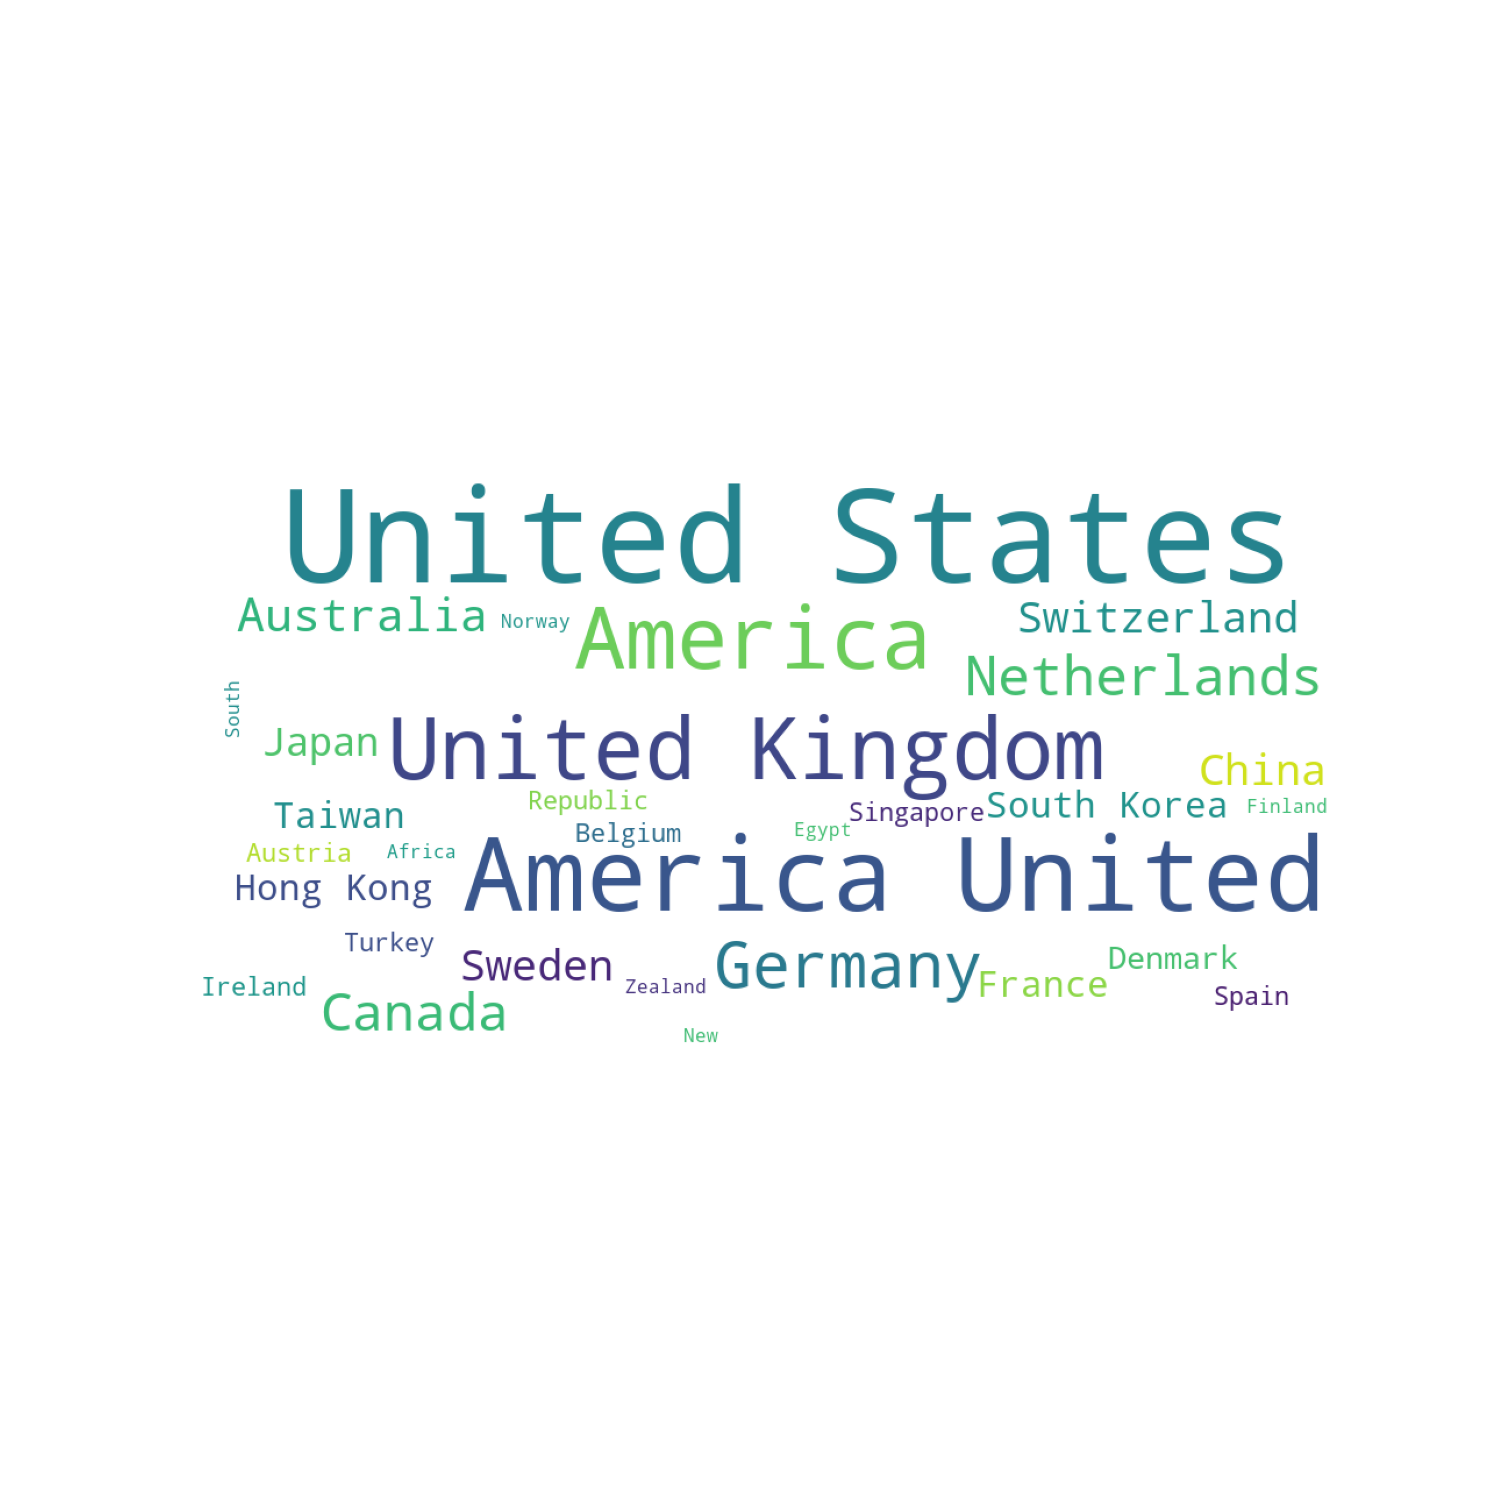 United States
Australia
Norway
America
Switzerland
Netherlands
South
Japan
United Kingdom
China
Taiwan
Republic
Singapore
South Korea
Finland
Belgium
Egypt
Austria
Africa
America United
Hong Kong
Turkey
Sweden
Germany
Denmark
Ireland
Zealand
France
Spain
Canada
New